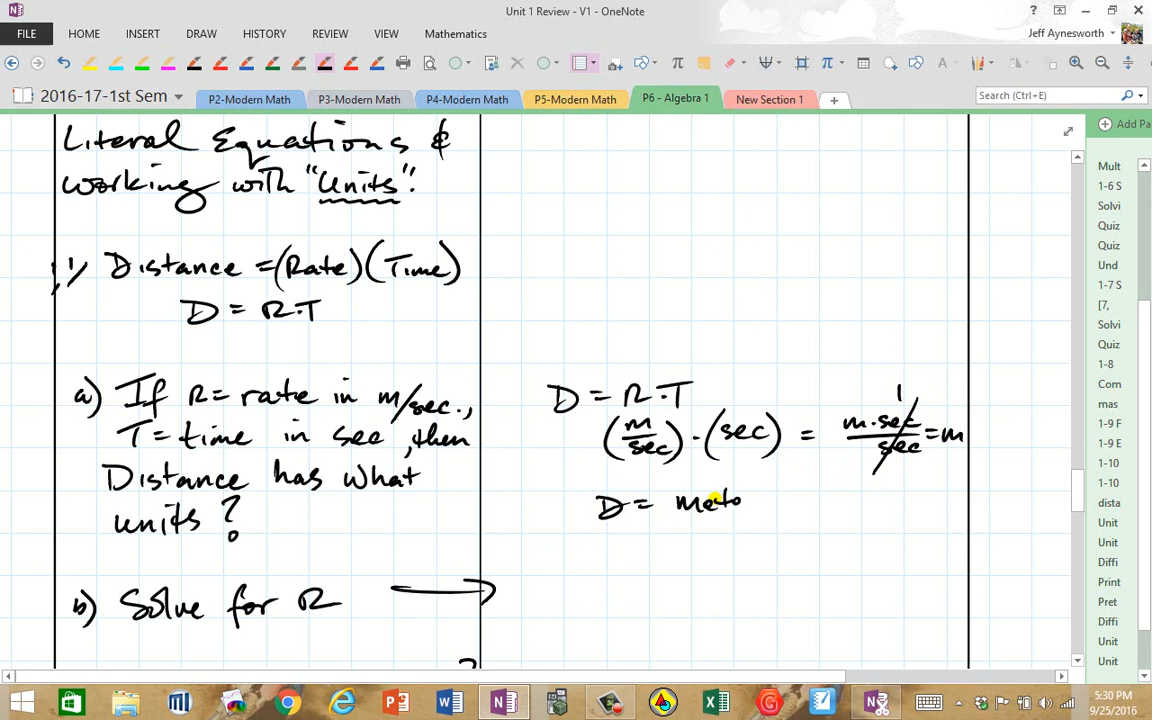 Unit 1 Review - V1 - OneNote
FILE HOME INSERT DRAW HISTORY REVIEW VIEW Mathematics
Jeff Aynesworth
2016-17-1st Sem
P2-Modern Math P3-Modern Math P4-Modern Math P5-Modern Math P6 - Algebra 1 New Section 1
Search (Ctrl+E)
Add Pa
Literal Equations &
working with "Units".
1) Distance = (Rate)(Time)
D = R·T
a) If R = rate in m/sec.,
T = time in sec, then
Distance has what
units?
b) Solve for R
D = R·T
(m/sec) · (sec) = m·sec/sec = m
1
D = mete
Mult
1-6 S
Solvi
Quiz
Quiz
Und
1-7 S
[7,
Solvi
Quiz
1-8
Com
mas
1-9 F
1-9 E
1-10
1-10
dista
Unit
Unit
Diffi
Print
Pret
Diffi
Unit
Unit
5:30 PM
9/25/2016